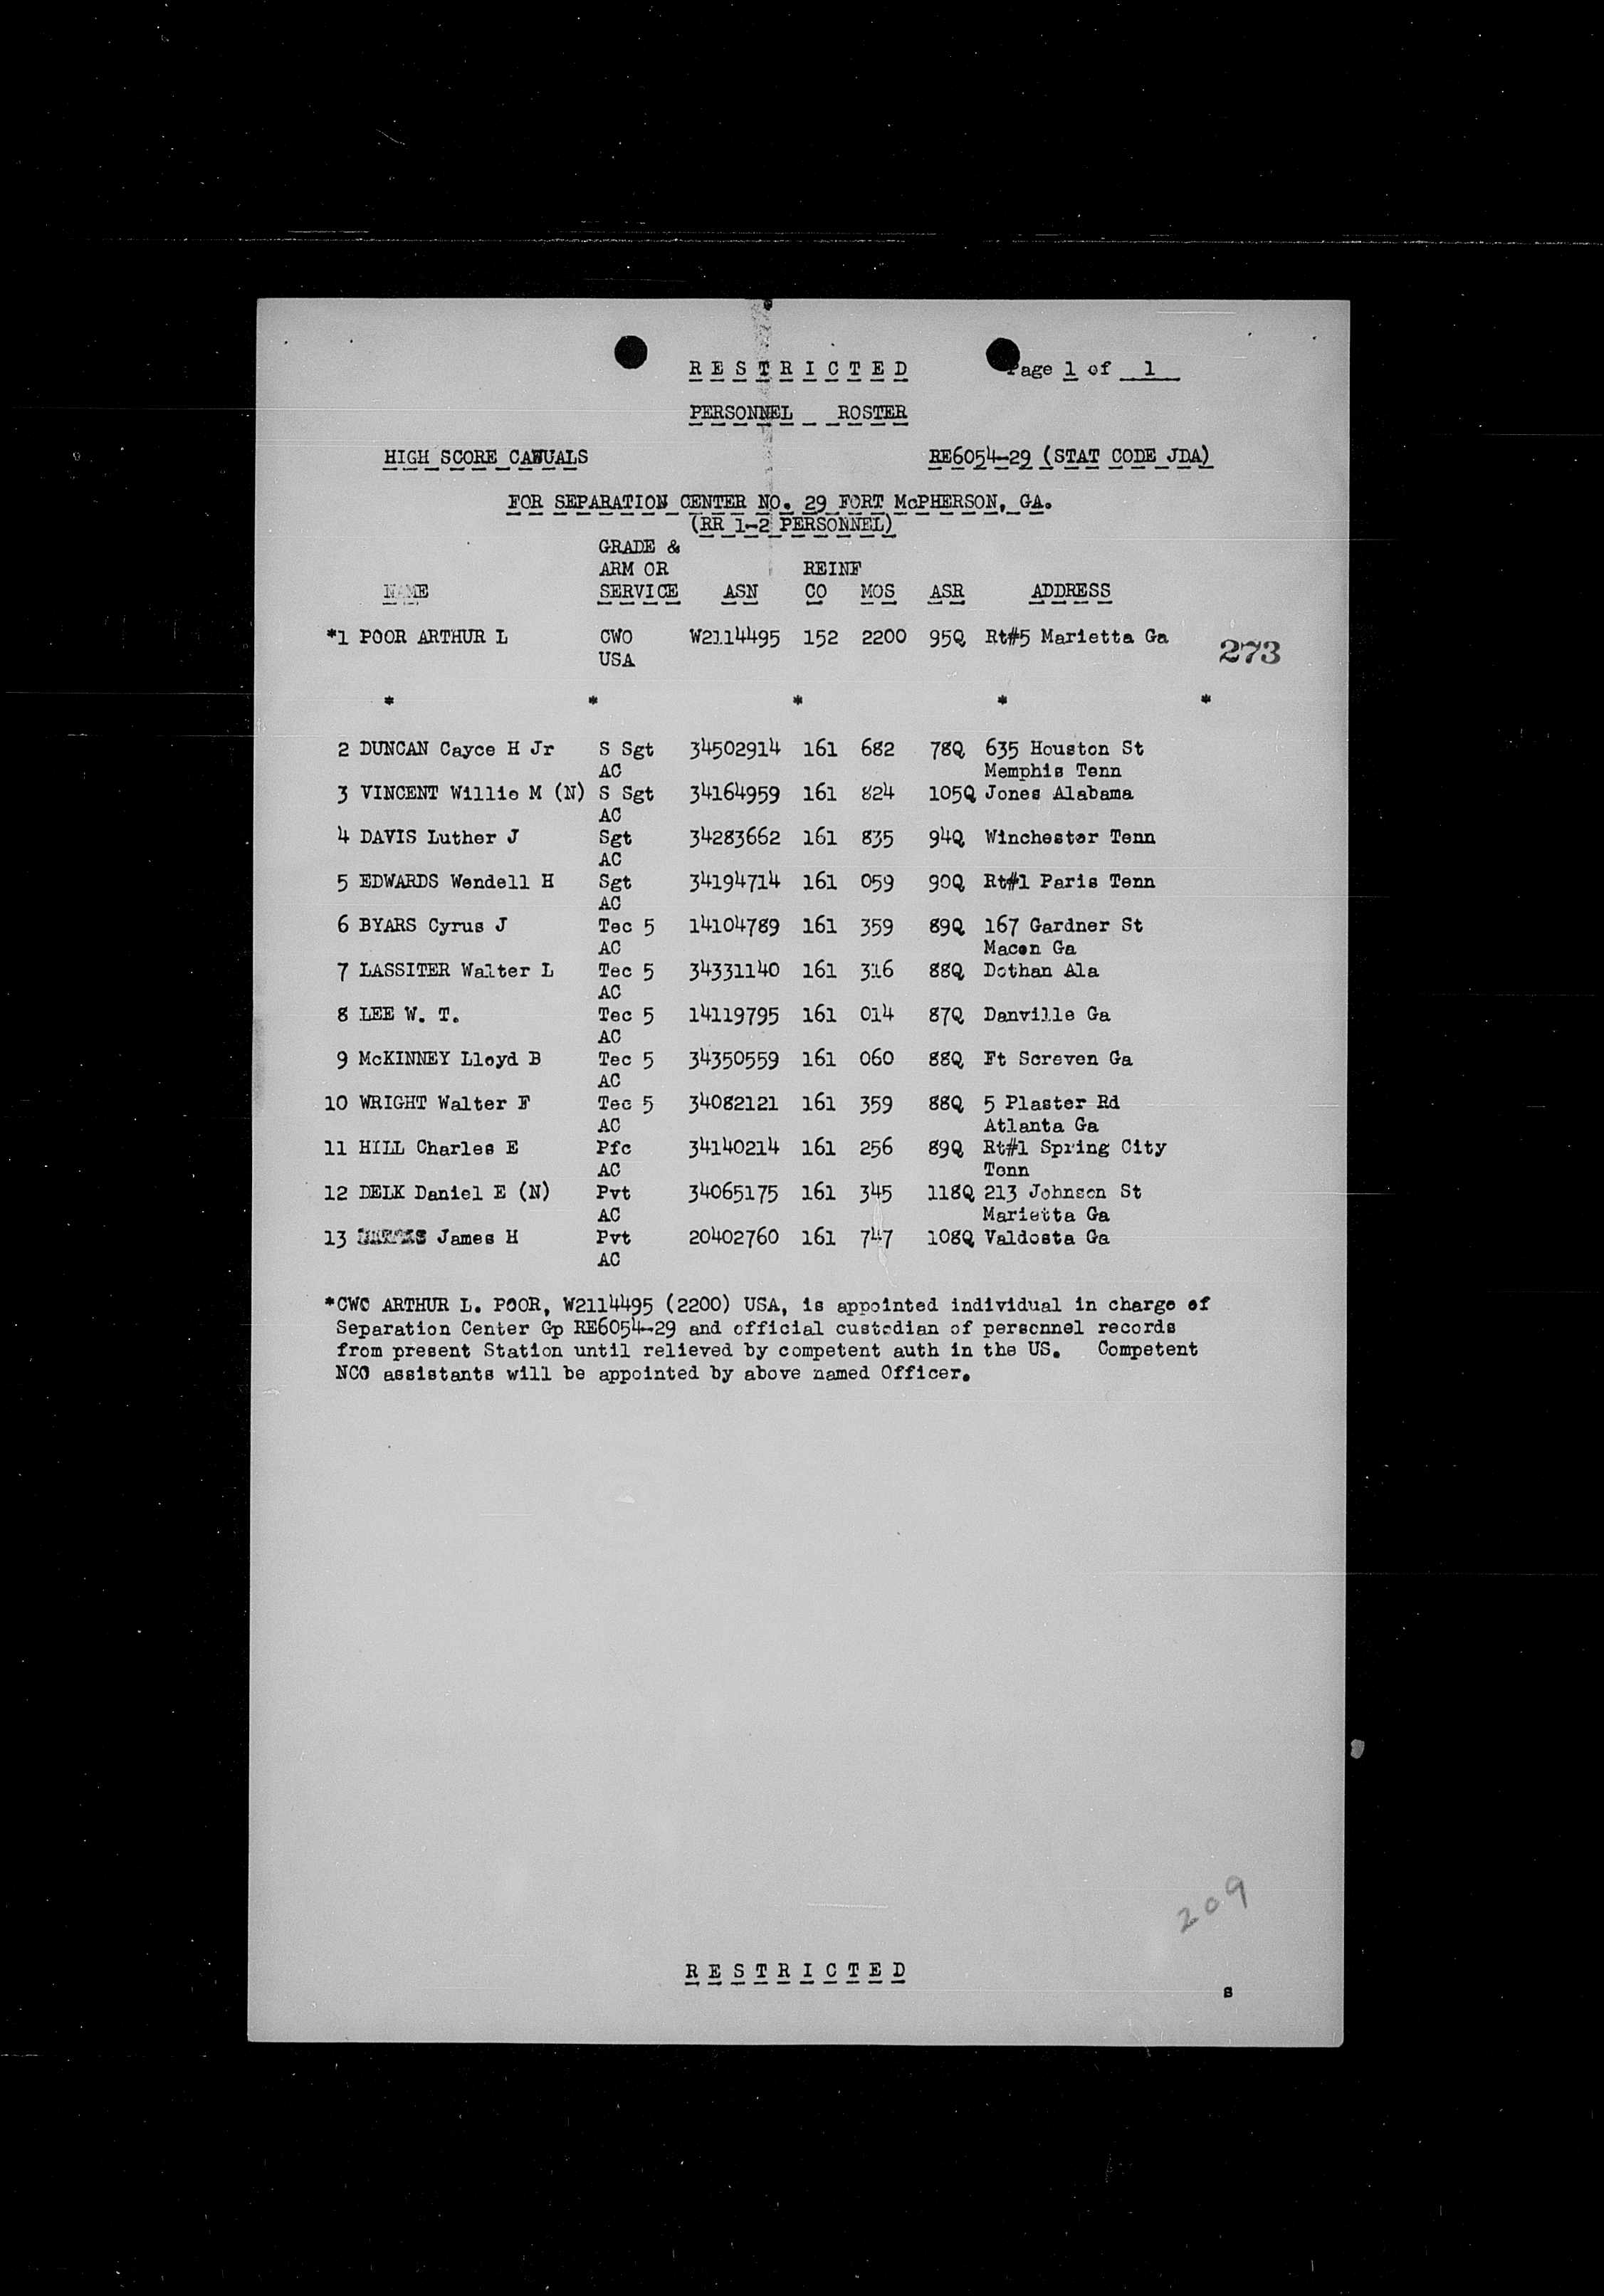 RESTRICTED Page 1 of 1
PERSONNEL ROSTER
HIGH SCORE CAWUALS RE6054-29 (STAT CODE JDA)
FOR SEPARATION CENTER NO. 29 FORT McPHERSON, GA.
(RR 1-2 PERSONNEL)
GRADE &
ARM OR REINF
NAME SERVICE ASN CO MOS ASR ADDRESS
*1 POOR ARTHUR L CWO W2114495 152 2200 95Q Rt#5 Marietta Ga
USA
273
* * * * *
2 DUNCAN Cayce H Jr S Sgt 34502914 161 682 78Q 635 Houston St
AC Memphis Tenn
3 VINCENT Willie M (N) S Sgt 34164959 161 824 105Q Jones Alabama
AC
4 DAVIS Luther J Sgt 34283662 161 835 94Q Winchester Tenn
AC
5 EDWARDS Wendell H Sgt 34194714 161 059 90Q Rt#1 Paris Tenn
AC
6 BYARS Cyrus J Tec 5 14104789 161 359 89Q 167 Gardner St
AC Macon Ga
7 LASSITER Walter L Tec 5 34331140 161 316 88Q Dothan Ala
AC
8 LEE W. T. Tec 5 14119795 161 014 87Q Danville Ga
AC
9 McKINNEY Lloyd B Tec 5 34350559 161 060 88Q Ft Screven Ga
AC
10 WRIGHT Walter F Tec 5 34082121 161 359 88Q 5 Plaster Rd
AC Atlanta Ga
11 HILL Charles E Pfc 34140214 161 256 89Q Rt#1 Spring City
AC Tenn
12 DELK Daniel E (N) Pvt 34065175 161 345 118Q 213 Johnson St
AC Marietta Ga
13 James H Pvt 20402760 161 747 108Q Valdosta Ga
AC
*CWO ARTHUR L. POOR, W2114495 (2200) USA, is appointed individual in charge of
Separation Center Gp RE6054-29 and official custodian of personnel records
from present Station until relieved by competent auth in the US. Competent
NCO assistants will be appointed by above named Officer.
209
RESTRICTED
s